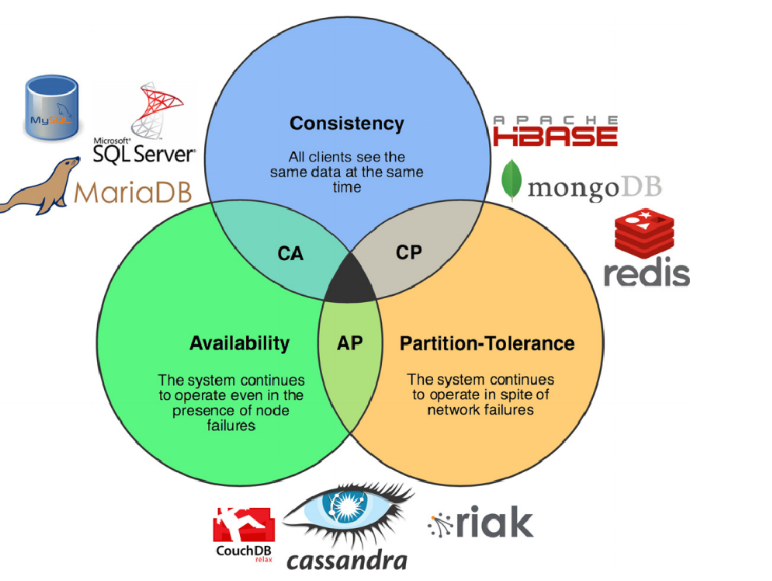 Consistency
All clients see the
same data at the same
time
MySQL
Microsoft®
SQL Server®
MariaDB
APACHE
HBASE
mongoDB
redis
CA
CP
Availability
AP
Partition-Tolerance
The system continues
to operate even in the
presence of node
failures
The system continues
to operate in spite of
network failures
CouchDB
relax
cassandra
riak